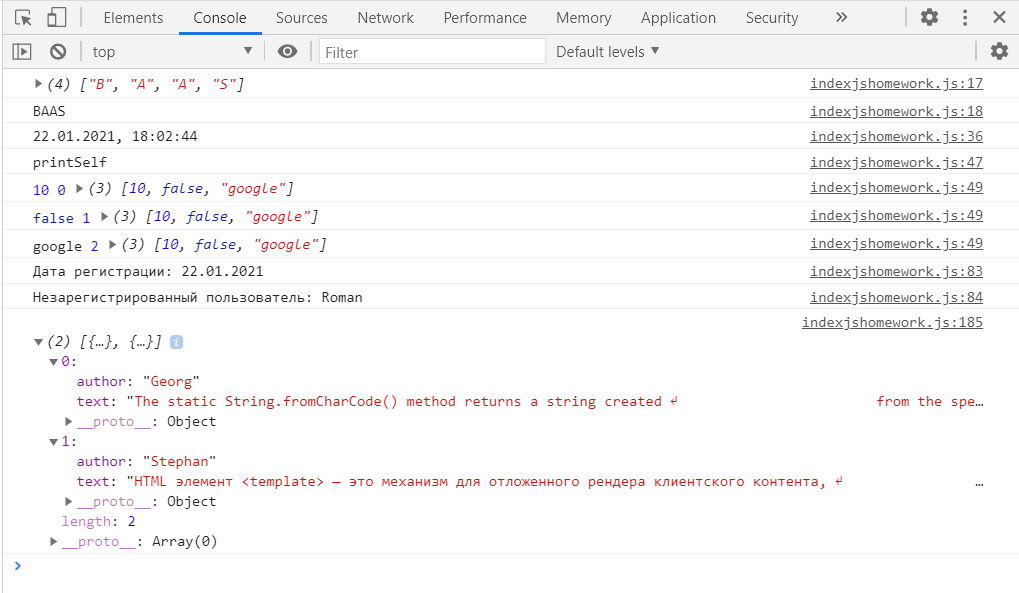 Elements Console Sources Network Performance Memory Application Security »
top Filter Default levels
(4) ["B", "A", "A", "S"] indexjshomework.js:17
BAAS indexjshomework.js:18
22.01.2021, 18:02:44 indexjshomework.js:36
printSelf indexjshomework.js:47
10 0 (3) [10, false, "google"] indexjshomework.js:49
false 1 (3) [10, false, "google"] indexjshomework.js:49
google 2 (3) [10, false, "google"] indexjshomework.js:49
Дата регистрации: 22.01.2021 indexjshomework.js:83
Незарегистрированный пользователь: Roman indexjshomework.js:84
indexjshomework.js:185
(2) [{…}, {…}] i
0:
author: "Georg"
text: "The static String.fromCharCode() method returns a string created ↲ from the spe…
__proto__: Object
1:
author: "Stephan"
text: "HTML элемент <template> — это механизм для отложенного рендера клиентского контента, ↲ …
__proto__: Object
length: 2
__proto__: Array(0)